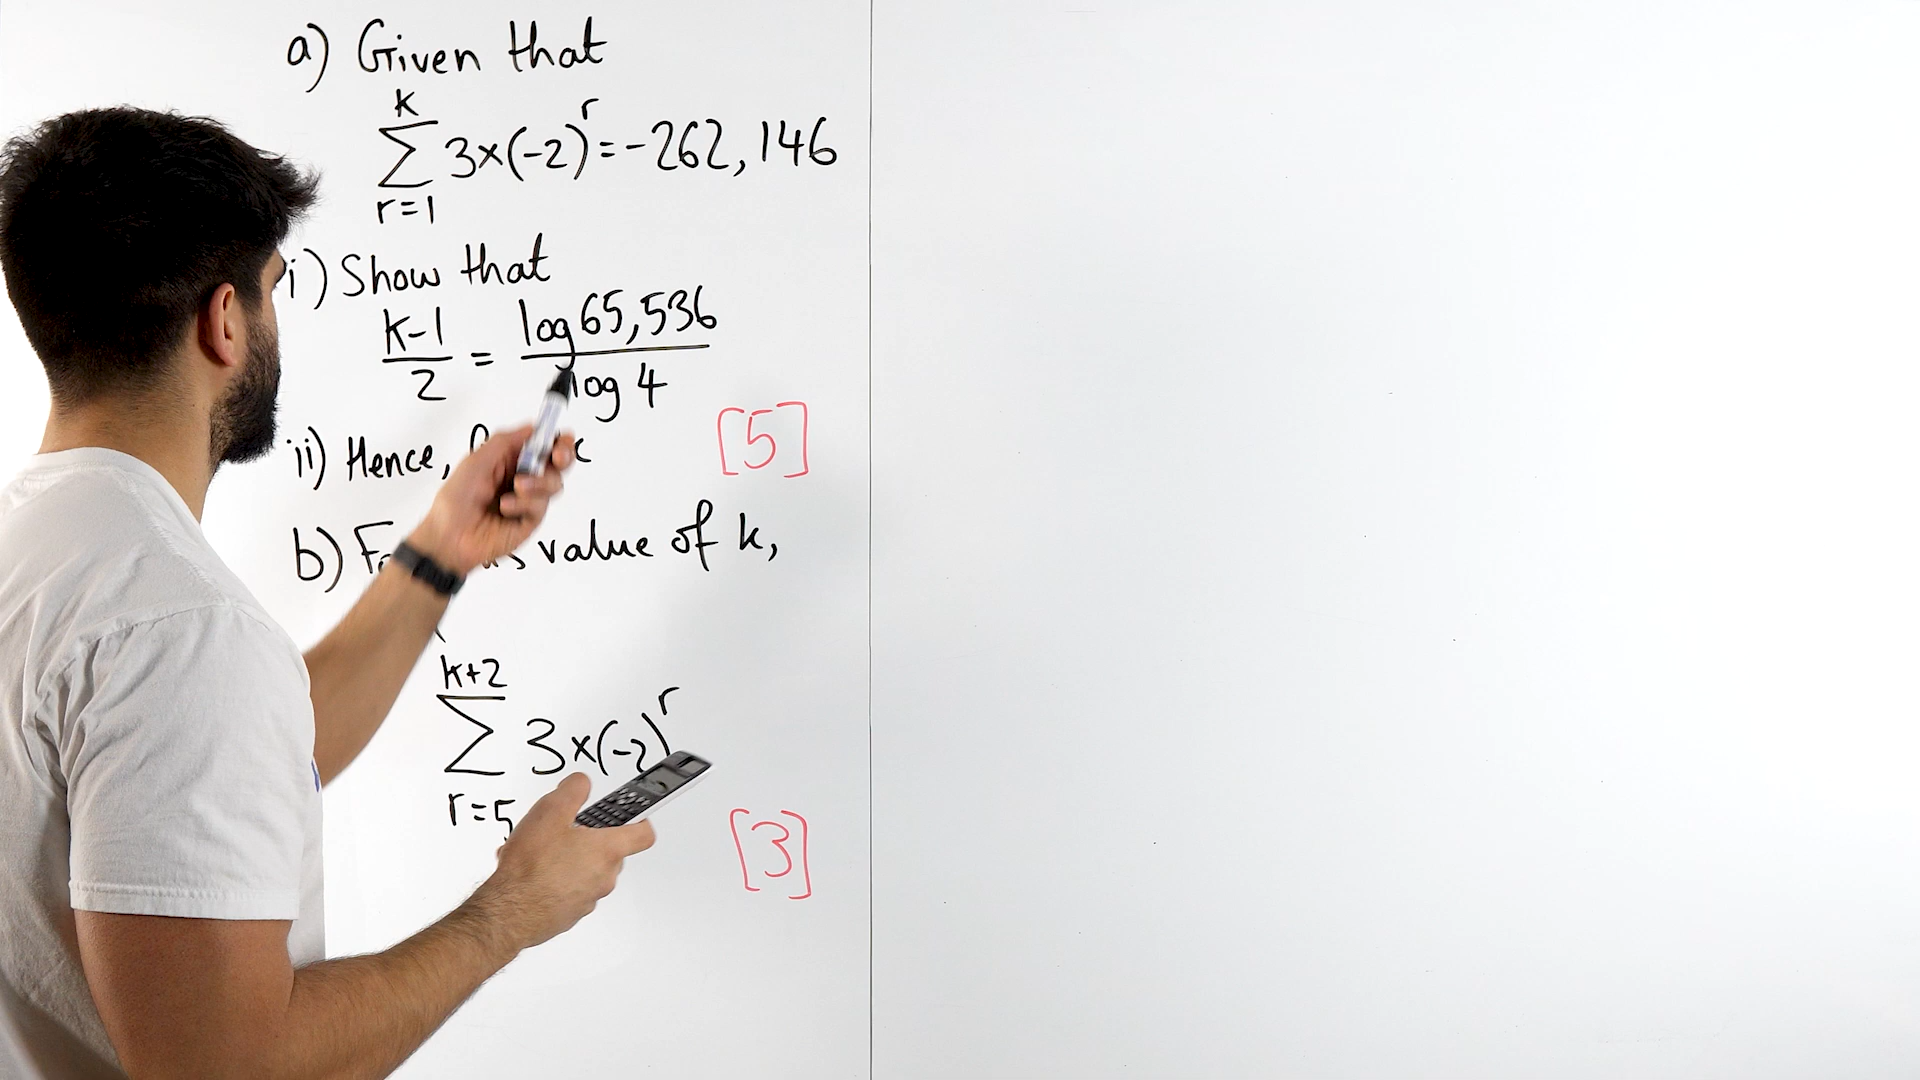 a) Given that
k
∑ 3×(-2)^r = -262,146
r=1
i) Show that
k-1 / 2 = log 65,536 / log 4
ii) Hence,
[5]
b) value of k,
k+2
∑ 3×(-2)^r
r=5
[3]